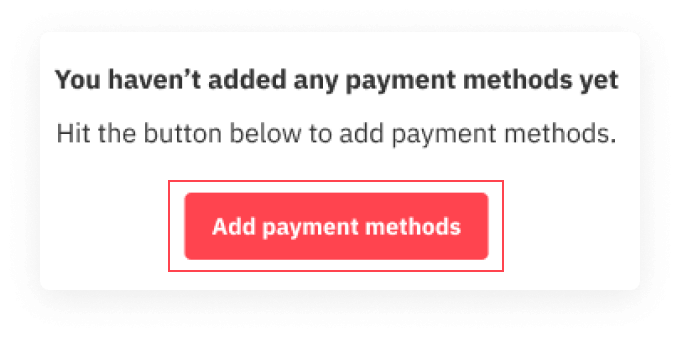 You haven’t added any payment methods yet
Hit the button below to add payment methods.
Add payment methods